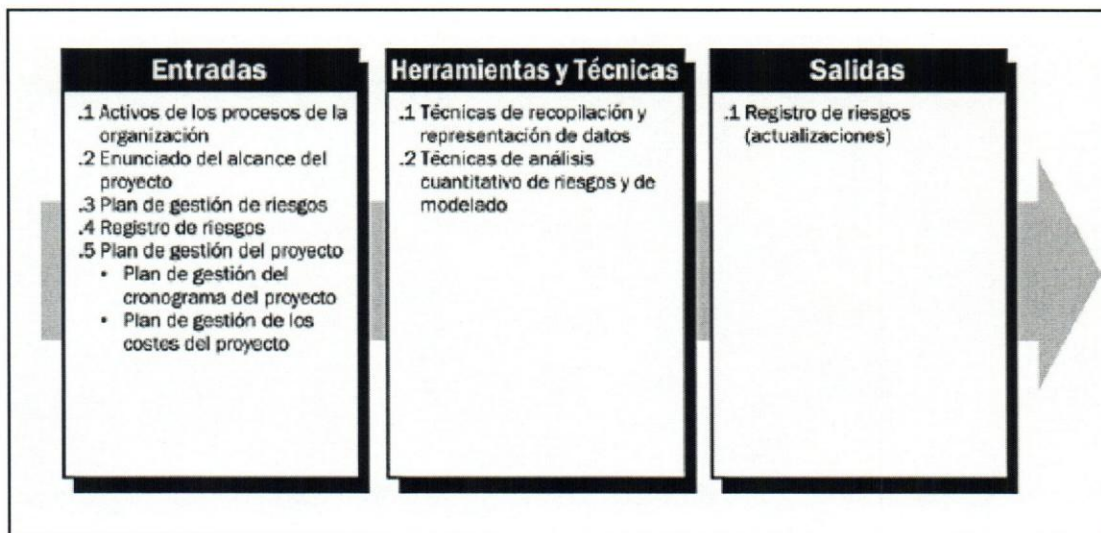 Entradas
.1 Activos de los procesos de la
organización
.2 Enunciado del alcance del
proyecto
.3 Plan de gestión de riesgos
.4 Registro de riesgos
.5 Plan de gestión del proyecto
• Plan de gestión del
cronograma del proyecto
• Plan de gestión de los
costes del proyecto
Herramientas y Técnicas
.1 Técnicas de recopilación y
representación de datos
.2 Técnicas de análisis
cuantitativo de riesgos y de
modelado
Salidas
.1 Registro de riesgos
(actualizaciones)